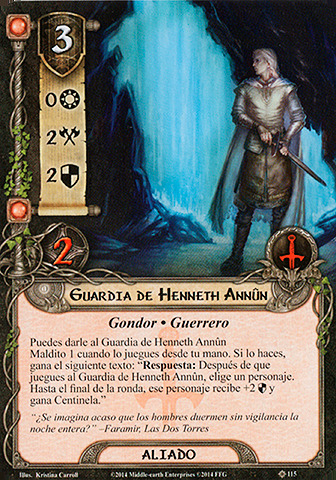 3
0
2
2
2
Guardia de Henneth Annûn
Gondor • Guerrero
Puedes darle al Guardia de Henneth Annûn
Maldito 1 cuando lo juegues desde tu mano. Si lo haces,
gana el siguiente texto: “Respuesta: Después de que
juegues al Guardia de Henneth Annûn, elige un personaje.
Hasta el final de la ronda, ese personaje recibe +2 y
gana Centinela.”
“¿Se imagina acaso que los hombres duermen sin vigilancia la
noche entera?” –Faramir, Las Dos Torres
ALIADO
Illus. Kristina Carroll
©2014 Middle-earth Enterprises ©2014 FFG
115